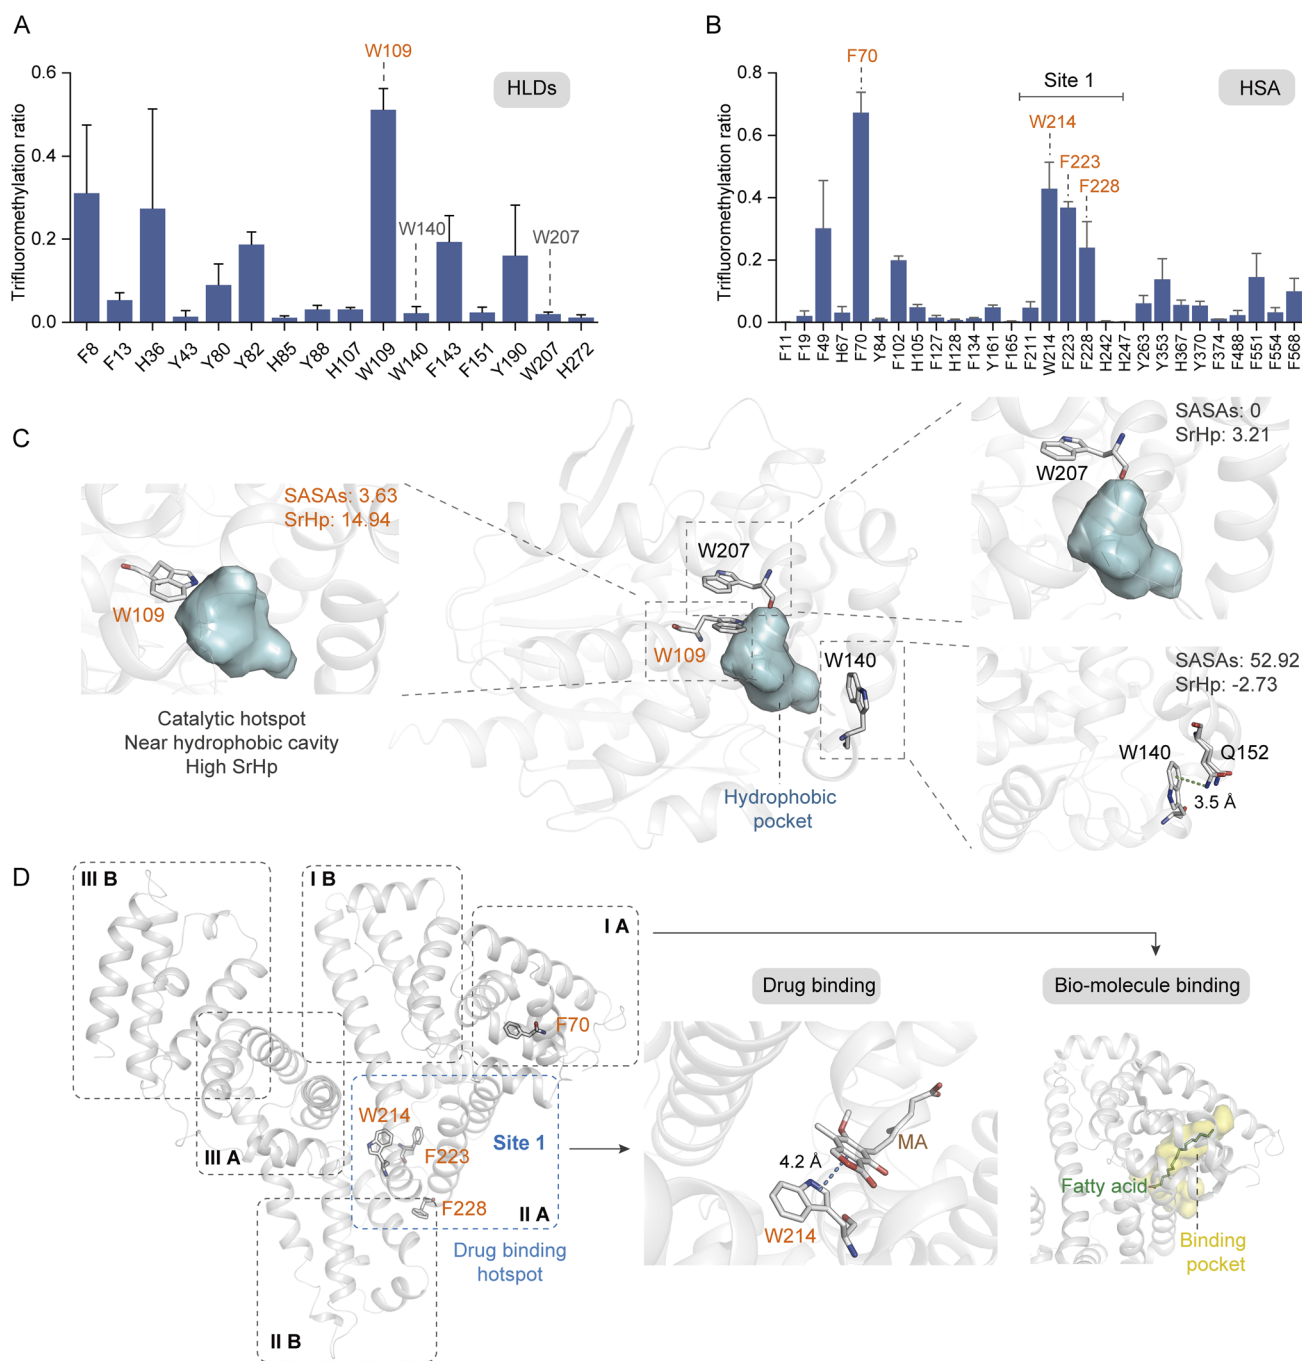 A
Trifluoromethylation ratio
0.6
0.4
0.2
0.0
HLDs
W109
W140
W207
F8
F13
H36
Y43
Y80
Y82
H85
Y88
H107
W109
W140
F143
F151
Y190
W207
H272
B
Trifluoromethylation ratio
0.8
0.6
0.4
0.2
0.0
HSA
F70
Site 1
W214
F223
F228
F11
F19
F49
H67
F70
Y84
F102
H105
F127
H128
F134
Y161
F165
F211
W214
F223
F228
H242
H247
Y263
Y353
H367
Y370
F374
F488
F551
F554
F568
C
SASAs: 3.63
SrHp: 14.94
W109
Catalytic hotspot
Near hydrophobic cavity
High SrHp
W207
W109
W140
Hydrophobic
pocket
SASAs: 0
SrHp: 3.21
W207
SASAs: 52.92
SrHp: -2.73
W140
Q152
3.5 Å
D
III B
I B
I A
F70
W214
F223
Site 1
III A
F228
II A
Drug binding
hotspot
II B
Drug binding
4.2 Å
MA
W214
Bio-molecule binding
Fatty acid
Binding
pocket